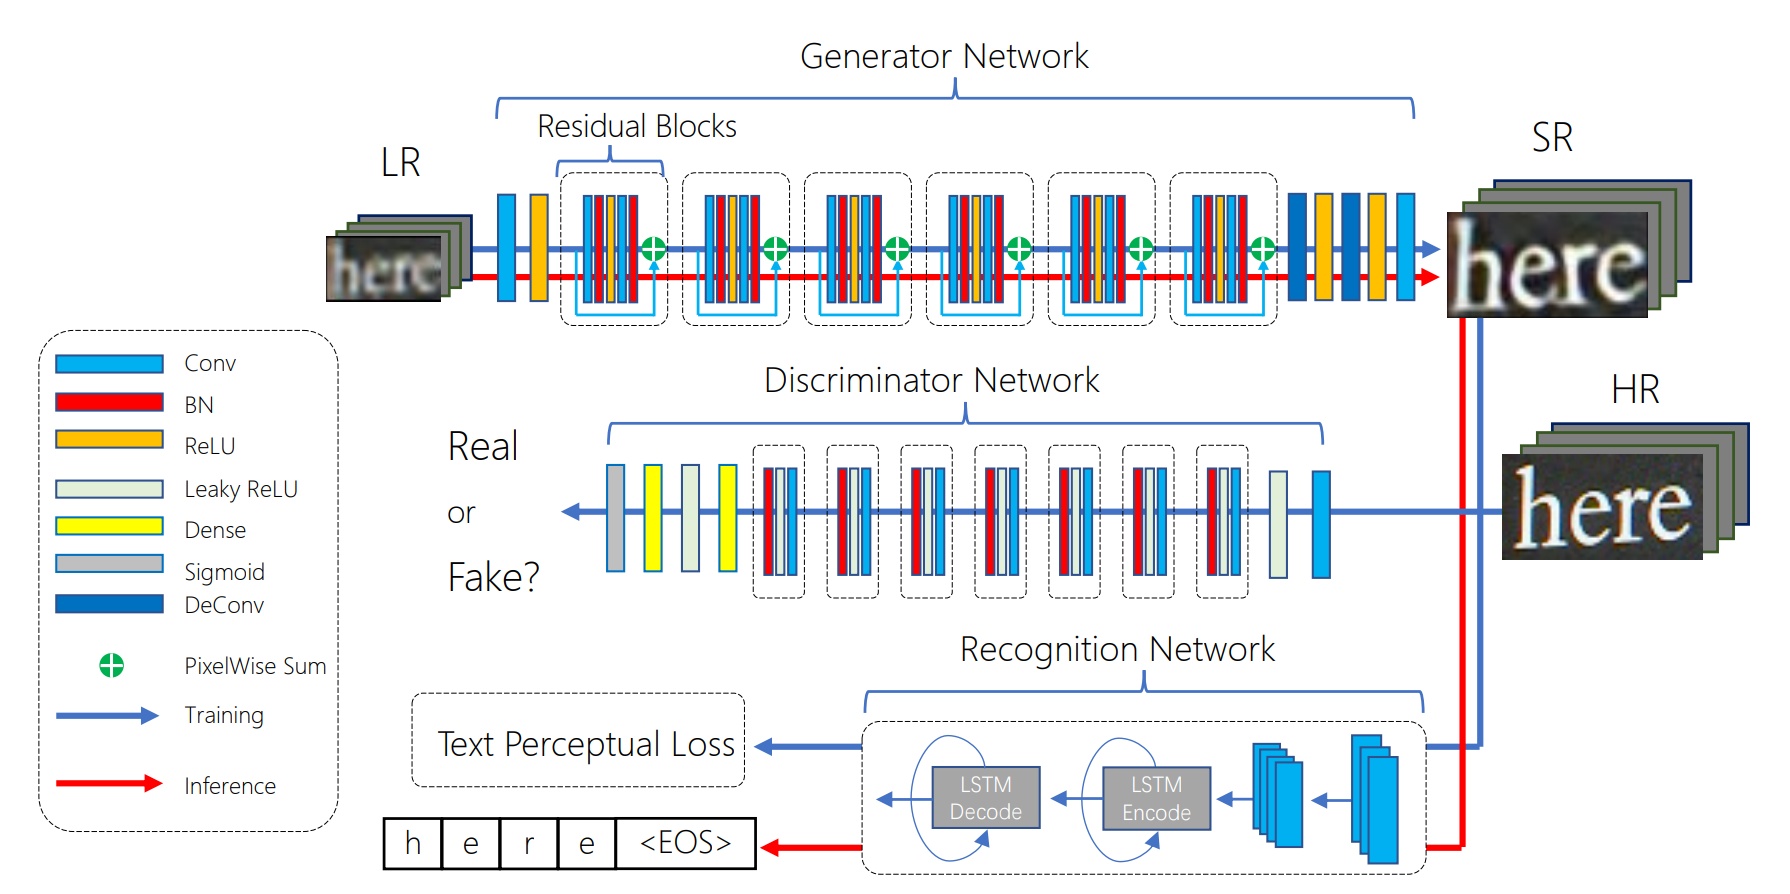 Generator Network
Residual Blocks
LR
SR
here
here
Conv
BN
ReLU
Leaky ReLU
Dense
Sigmoid
DeConv
PixelWise Sum
Training
Inference
Discriminator Network
HR
Real
or
Fake?
here
Recognition Network
Text Perceptual Loss
LSTM
Decode
LSTM
Encode
h e r e <EOS>